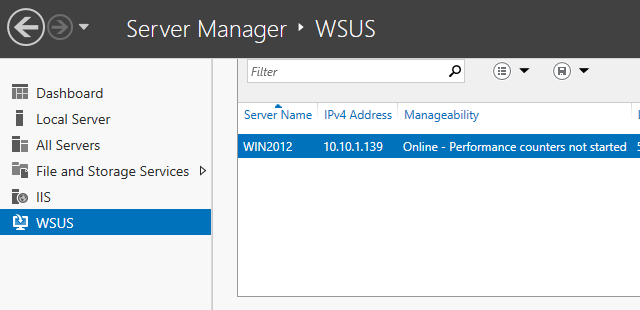 Server Manager ‣ WSUS
Dashboard
Local Server
All Servers
File and Storage Services
IIS
WSUS
Filter
Server Name IPv4 Address Manageability
WIN2012 10.10.1.139 Online - Performance counters not started